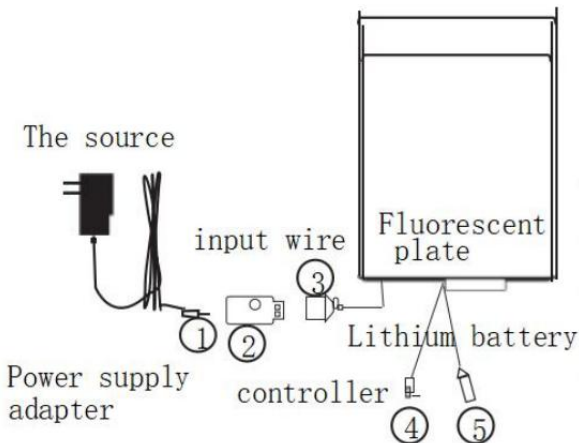 The source
Fluorescent
plate
input wire
③
①
②
Lithium battery
Power supply
adapter
controller
④
⑤